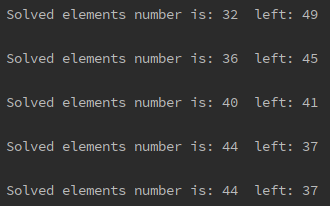 Solved elements number is: 32  left: 49
Solved elements number is: 36  left: 45
Solved elements number is: 40  left: 41
Solved elements number is: 44  left: 37
Solved elements number is: 44  left: 37